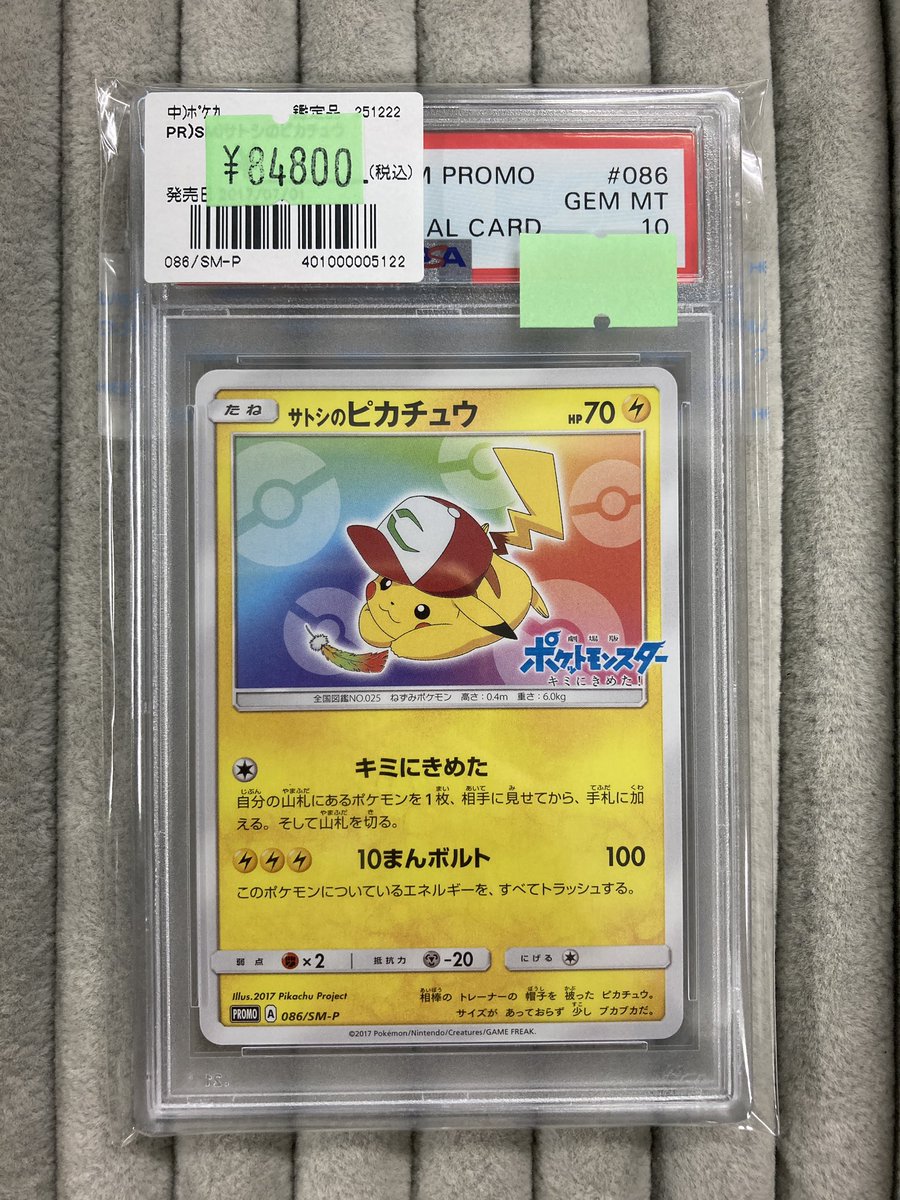 中)ポケカ 鑑定品 251222
PR)S のサトシのピカチュウ
¥84800 (税込)
発売日
086/SM-P 401000005122
M PROMO #086
GEM MT
AL CARD 10
PSA
たね サトシのピカチュウ HP70
劇場版
ポケットモンスター
キミにきめた!
全国図鑑NO.025 ねずみポケモン 高さ:0.4m 重さ:6.0kg
キミにきめた
自分の山札にあるポケモンを1枚、相手に見せてから、手札に加
える。そして山札を切る。
10まんボルト 100
このポケモンについているエネルギーを、すべてトラッシュする。
弱点 ×2 抵抗力 -20 にげる
Illus.2017 Pikachu Project
相棒の トレーナーの 帽子を 被った ピカチュウ。
サイズが あっておらず 少し ブカブカだ。
PROMO A 086/SM-P
©2017 Pokémon/Nintendo/Creatures/GAME FREAK.